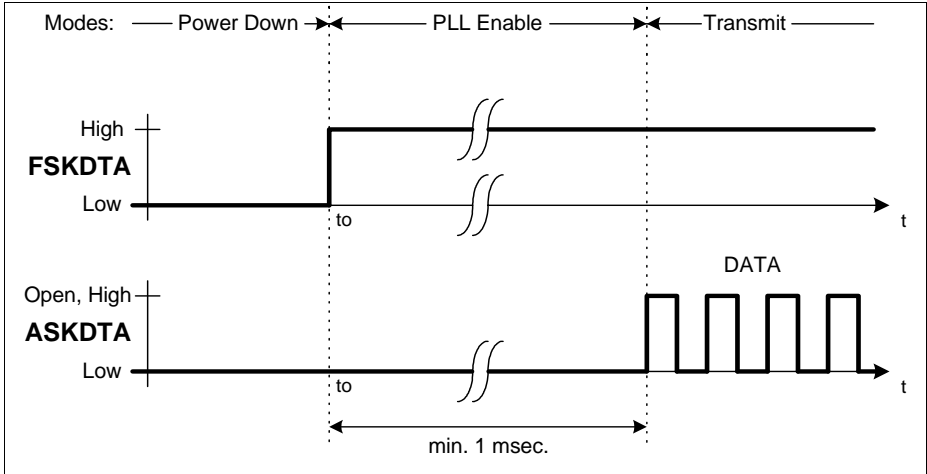 Modes: Power Down PLL Enable Transmit
High
FSKDTA
Low
to
t
DATA
Open, High
ASKDTA
Low
to
t
min. 1 msec.